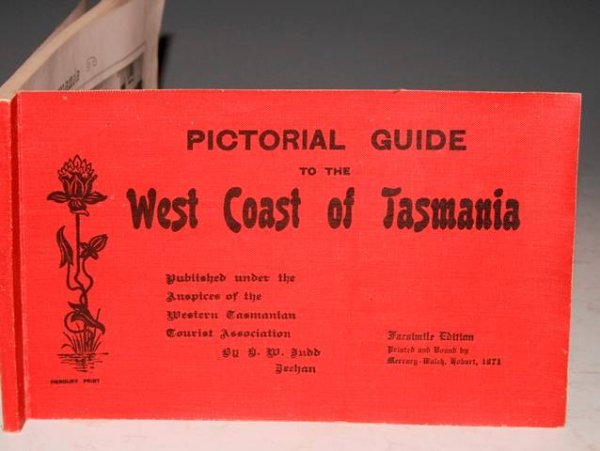 PICTORIAL GUIDE
TO THE
West Coast of Tasmania
Published under the
Auspices of the
Western Tasmanian
Tourist Association
By J. W. Judd
Zeehan
Facsimile Edition
Printed and Bound by
Mercury-Walch, Hobart, 1971
MERCURY PRINT